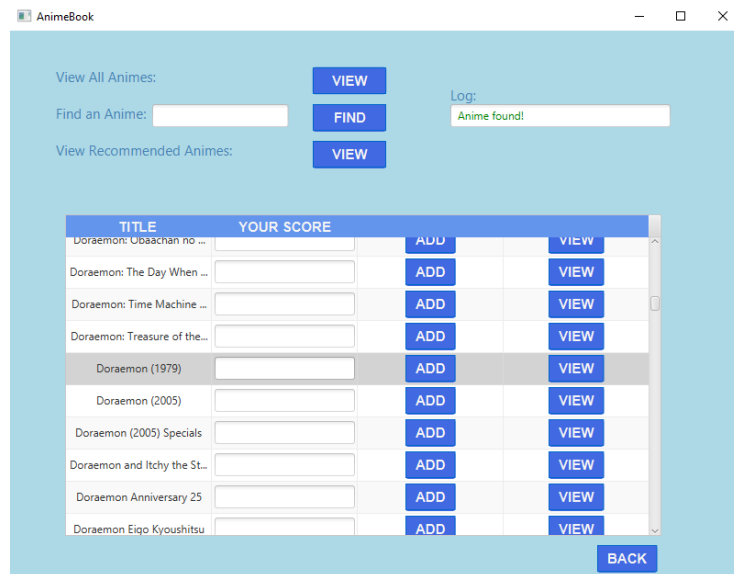 AnimeBook
View All Animes: VIEW
Log:
Find an Anime: FIND Anime found!
View Recommended Animes: VIEW
TITLE YOUR SCORE
Doraemon: Obaachan no ... ADD VIEW
Doraemon: The Day When ... ADD VIEW
Doraemon: Time Machine ... ADD VIEW
Doraemon: Treasure of the... ADD VIEW
Doraemon (1979) ADD VIEW
Doraemon (2005) ADD VIEW
Doraemon (2005) Specials ADD VIEW
Doraemon and Itchy the St... ADD VIEW
Doraemon Anniversary 25 ADD VIEW
Doraemon Eigo Kyoushitsu ADD VIEW
BACK